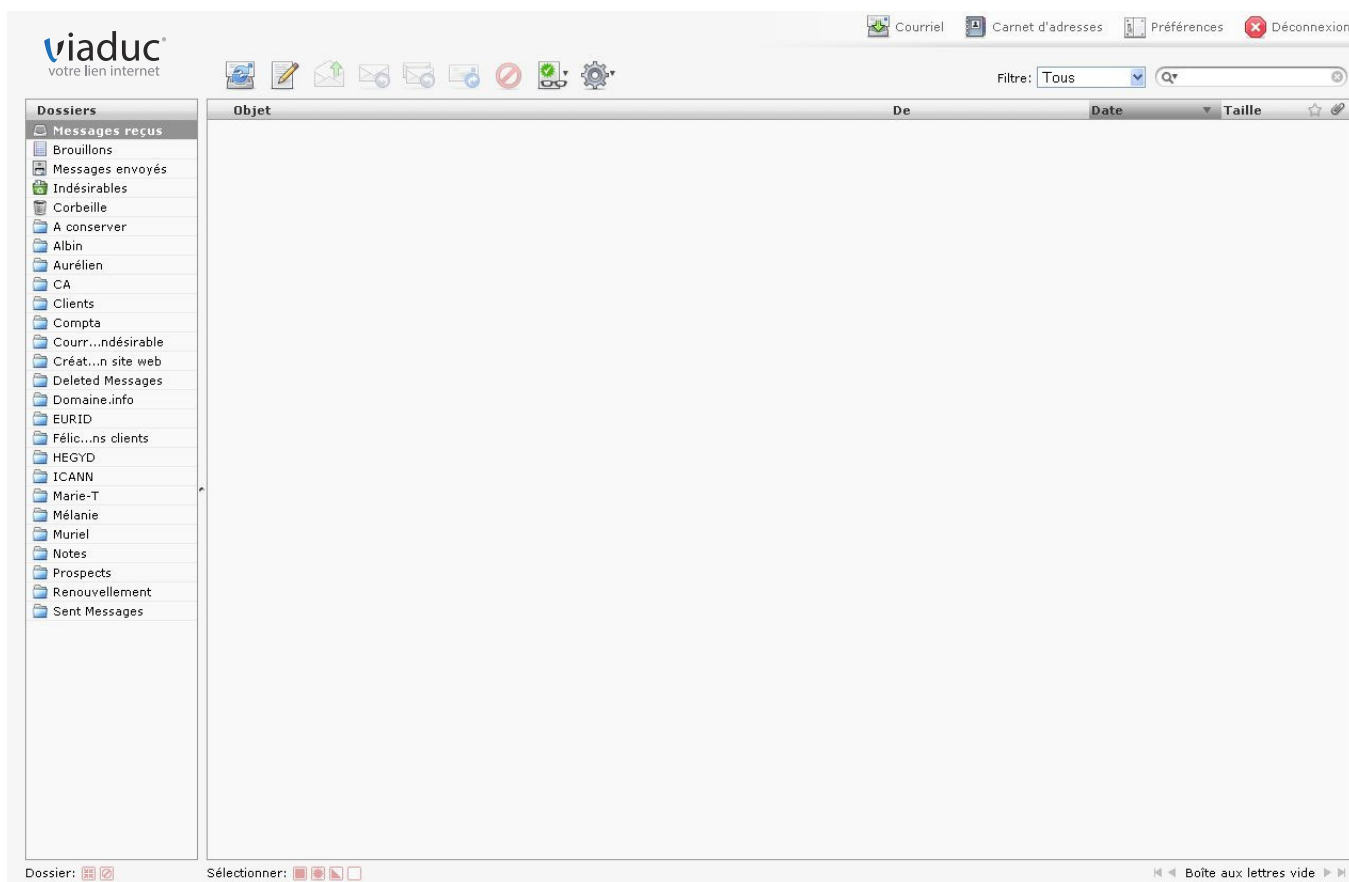 viaduc
votre lien internet
Courriel
Carnet d'adresses
Préférences
Déconnexion
Filtre: Tous
Dossiers
Objet
De
Date
Taille
Messages reçus
Brouillons
Messages envoyés
Indésirables
Corbeille
A conserver
Albin
Aurélien
CA
Clients
Compta
Courr...ndésirable
Créat...n site web
Deleted Messages
Domaine.info
EURID
Félic...ns clients
HEGYD
ICANN
Marie-T
Mélanie
Muriel
Notes
Prospects
Renouvellement
Sent Messages
Dossier:
Sélectionner:
Boîte aux lettres vide